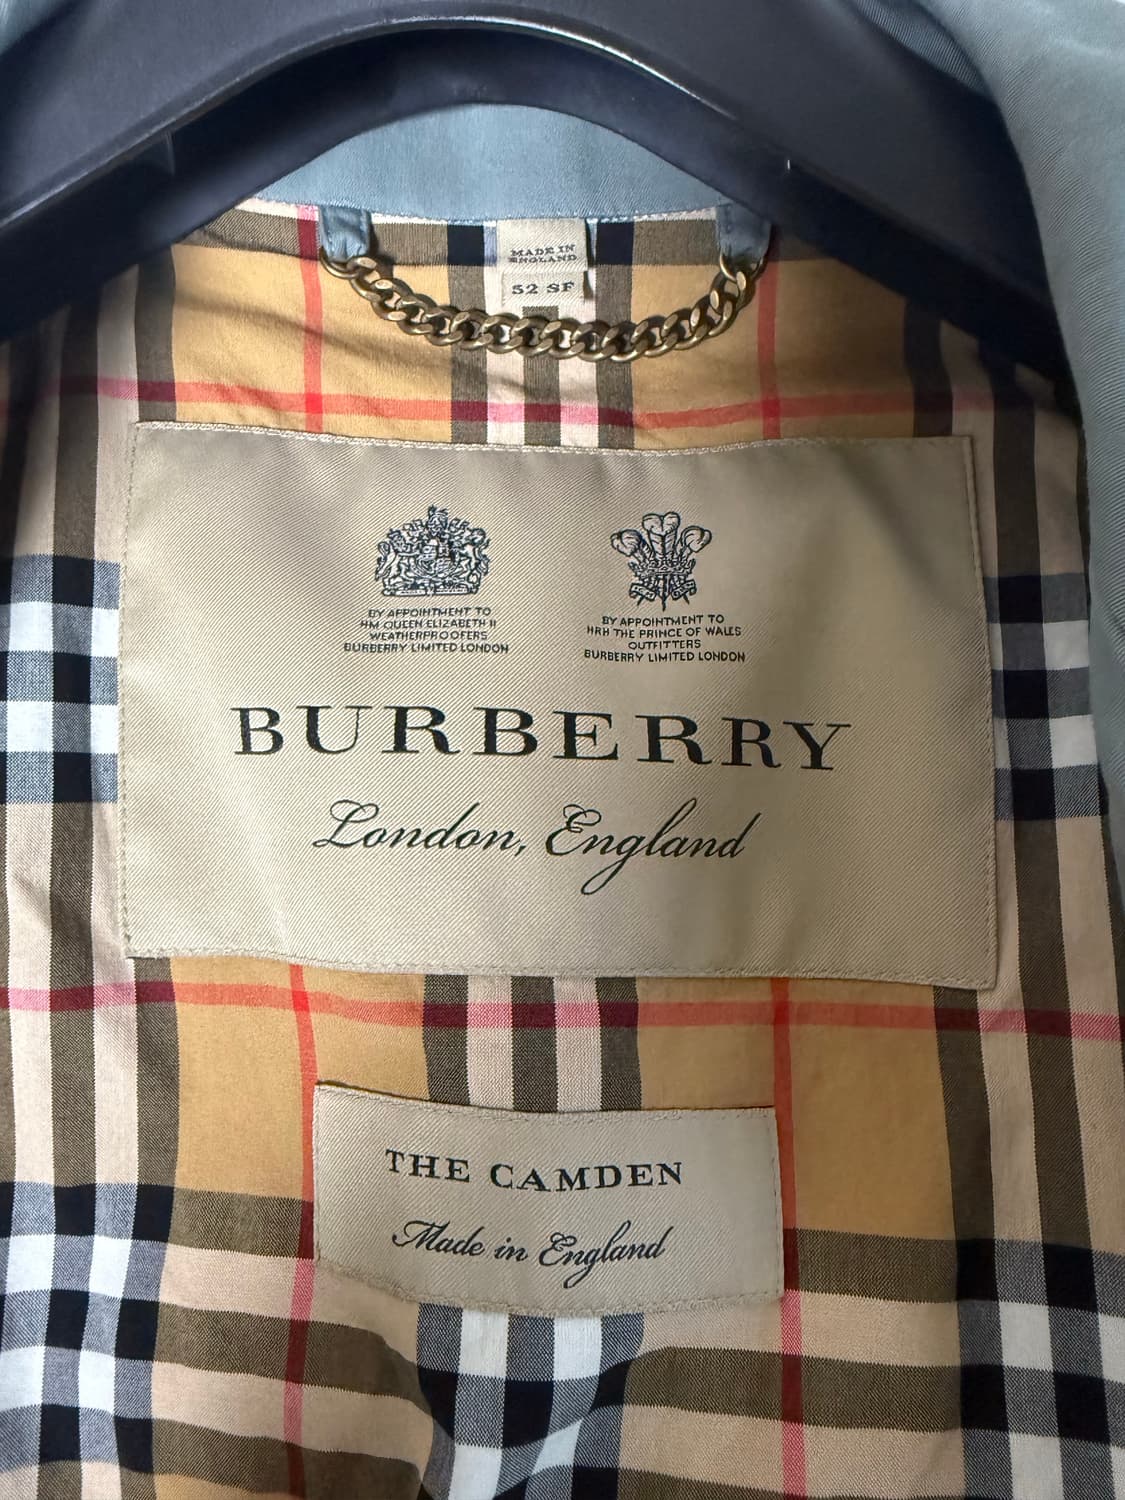 MADE IN
ENGLAND
52 SF
BY APPOINTMENT TO
HM QUEEN ELIZABETH II
WEATHERPROOFERS
BURBERRY LIMITED LONDON
BY APPOINTMENT TO
HRH THE PRINCE OF WALES
OUTFITTERS
BURBERRY LIMITED LONDON
BURBERRY
London, England
THE CAMDEN
Made in England